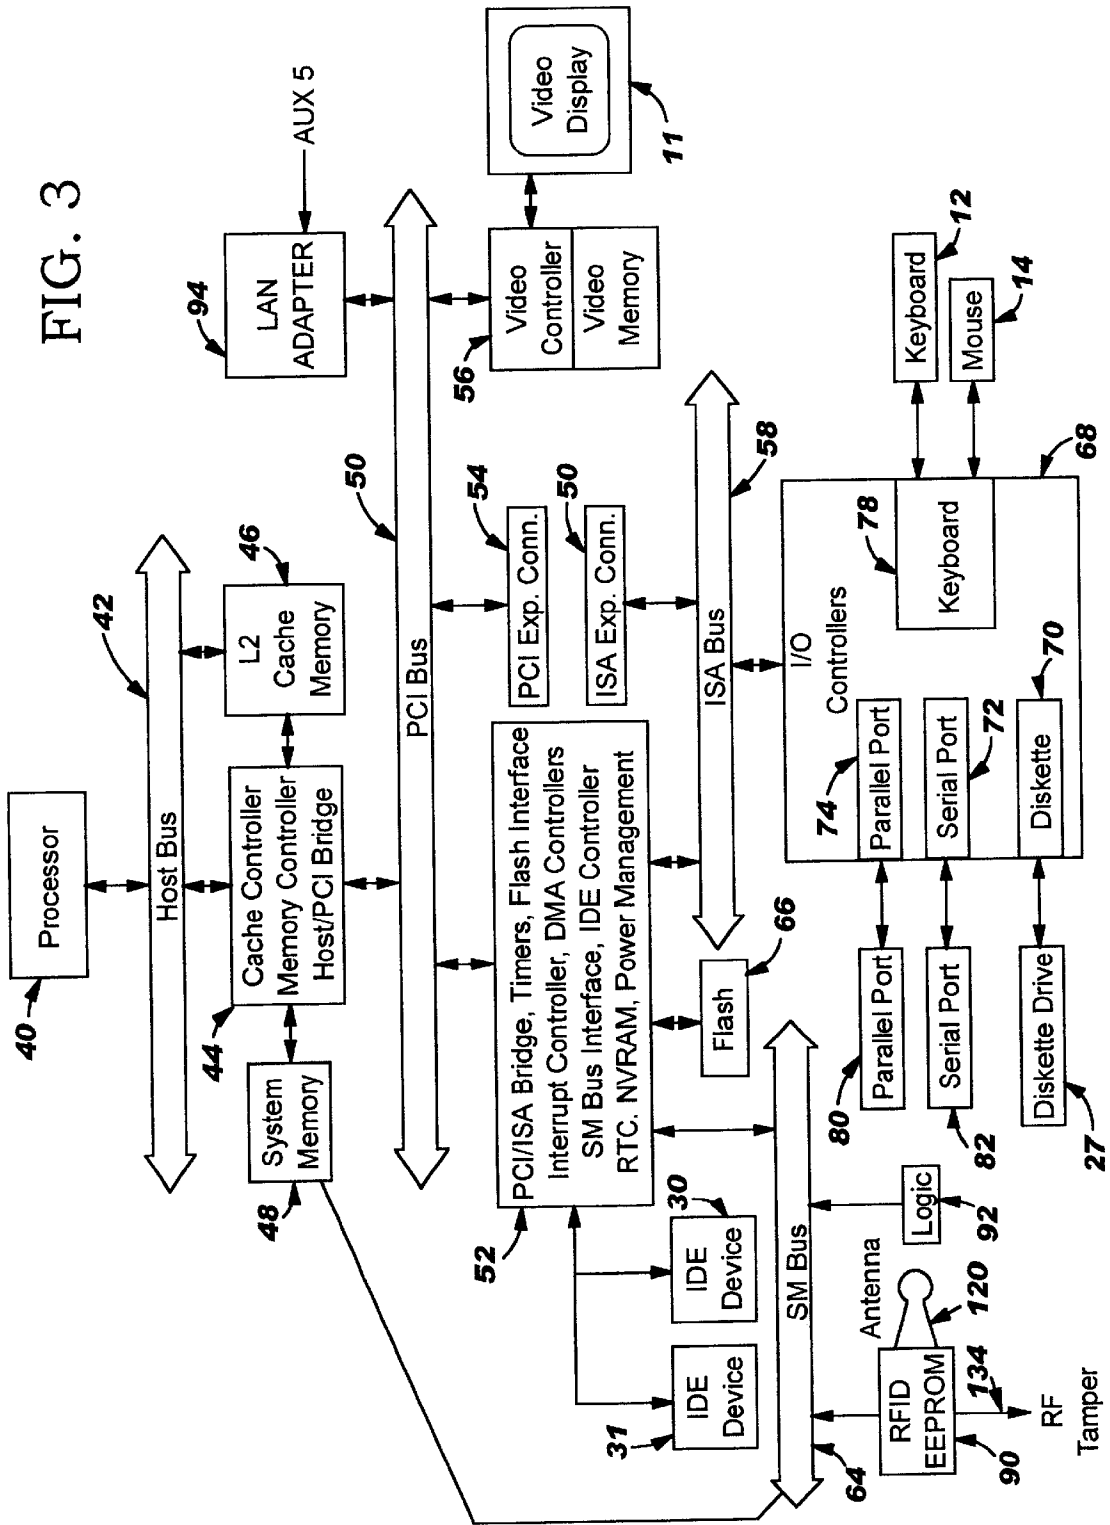 FIG. 3
40
Processor
42
Host Bus
44
Cache Controller
Memory Controller
Host/PCI Bridge
46
L2
Cache
Memory
48
System
Memory
94
LAN
ADAPTER
AUX 5
50
PCI Bus
52
PCI/ISA Bridge, Timers, Flash Interface
Interrupt Controller, DMA Controllers
SM Bus Interface, IDE Controller
RTC. NVRAM, Power Management
54
PCI Exp. Conn.
50
ISA Exp. Conn.
56
Video
Controller
Video
Memory
Video
Display
11
31
IDE
Device
30
IDE
Device
66
Flash
58
ISA Bus
SM Bus
64
RFID
EEPROM
90
Antenna
120
134
RF
Tamper
Logic
92
80
Parallel Port
82
Serial Port
27
Diskette Drive
I/O
Controllers
74
Parallel Port
72
Serial Port
70
Diskette
78
Keyboard
68
12
Keyboard
14
Mouse